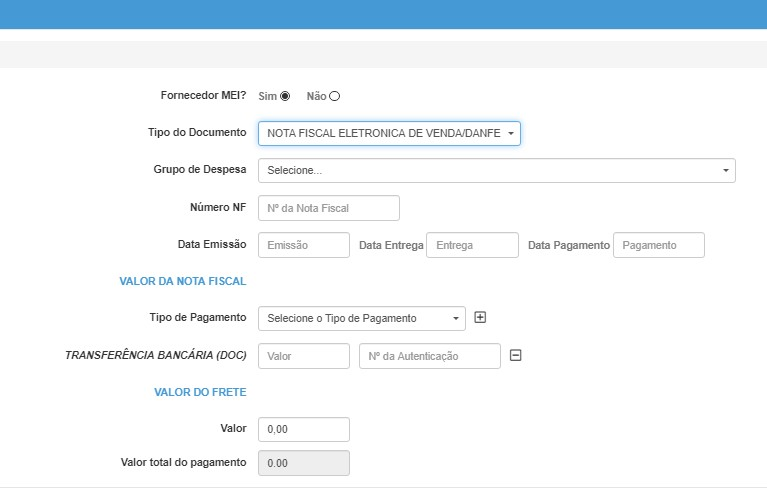 Fornecedor MEI? Sim Não
Tipo do Documento NOTA FISCAL ELETRONICA DE VENDA/DANFE
Grupo de Despesa Selecione...
Número NF Nº da Nota Fiscal
Data Emissão Emissão Data Entrega Entrega Data Pagamento Pagamento
VALOR DA NOTA FISCAL
Tipo de Pagamento Selecione o Tipo de Pagamento
TRANSFERÊNCIA BANCÁRIA (DOC) Valor Nº da Autenticação
VALOR DO FRETE
Valor 0,00
Valor total do pagamento 0.00